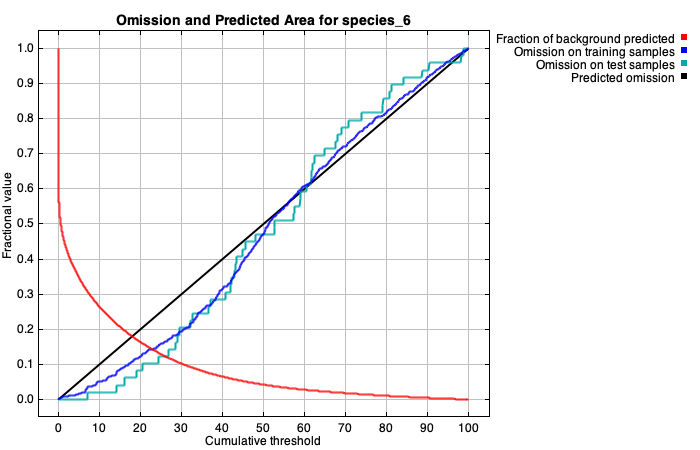 Omission and Predicted Area for species_6
Fraction of background predicted
Omission on training samples
Omission on test samples
Predicted omission
Fractional value
1.0
0.9
0.8
0.7
0.6
0.5
0.4
0.3
0.2
0.1
0.0
0 10 20 30 40 50 60 70 80 90 100
Cumulative threshold